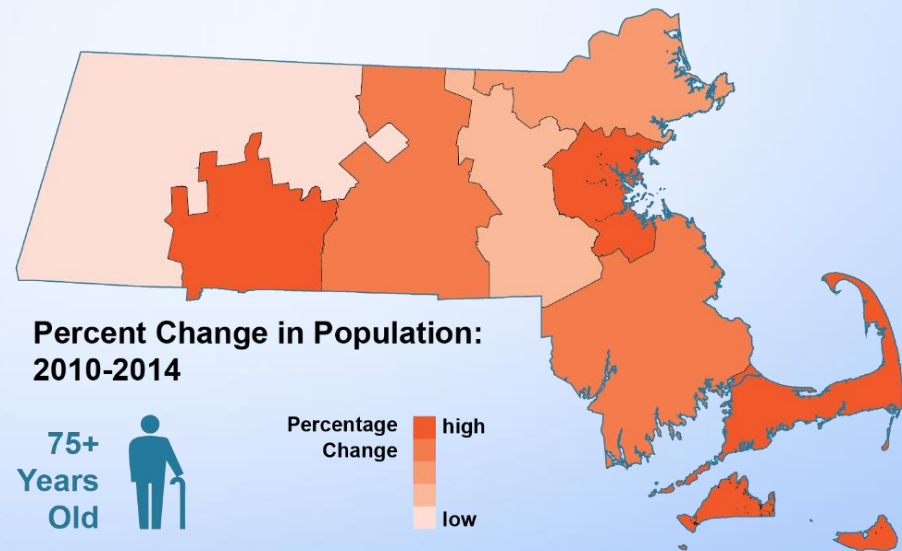 Percent Change in Population:
2010-2014
75+
Years
Old
Percentage
Change
high
low